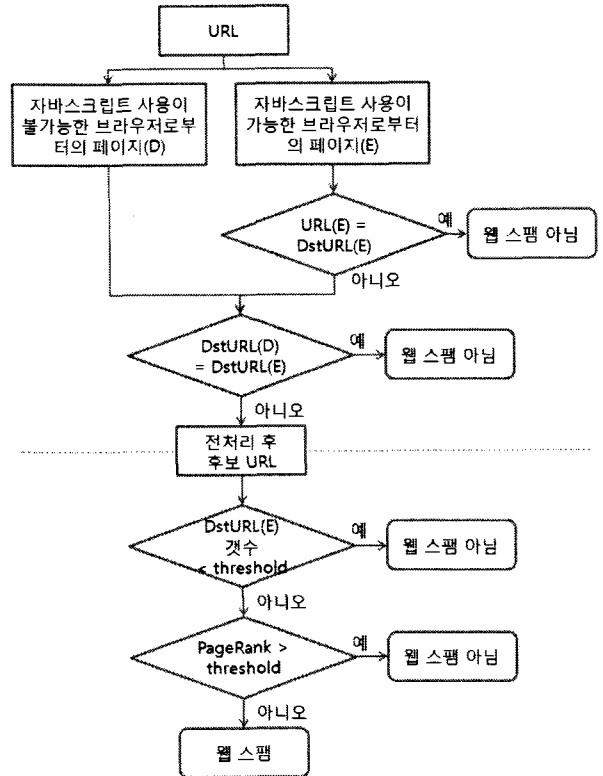 URL
자바스크립트 사용이
불가능한 브라우저로부
터의 페이지(D)
자바스크립트 사용이
가능한 브라우저로부터
의 페이지(E)
URL(E) =
DstURL(E)
예
웹 스팸 아님
아니오
DstURL(D)
= DstURL(E)
예
웹 스팸 아님
아니오
전처리 후
후보 URL
DstURL(E)
갯수
< threshold
예
웹 스팸 아님
아니오
PageRank >
threshold
예
웹 스팸 아님
아니오
웹 스팸